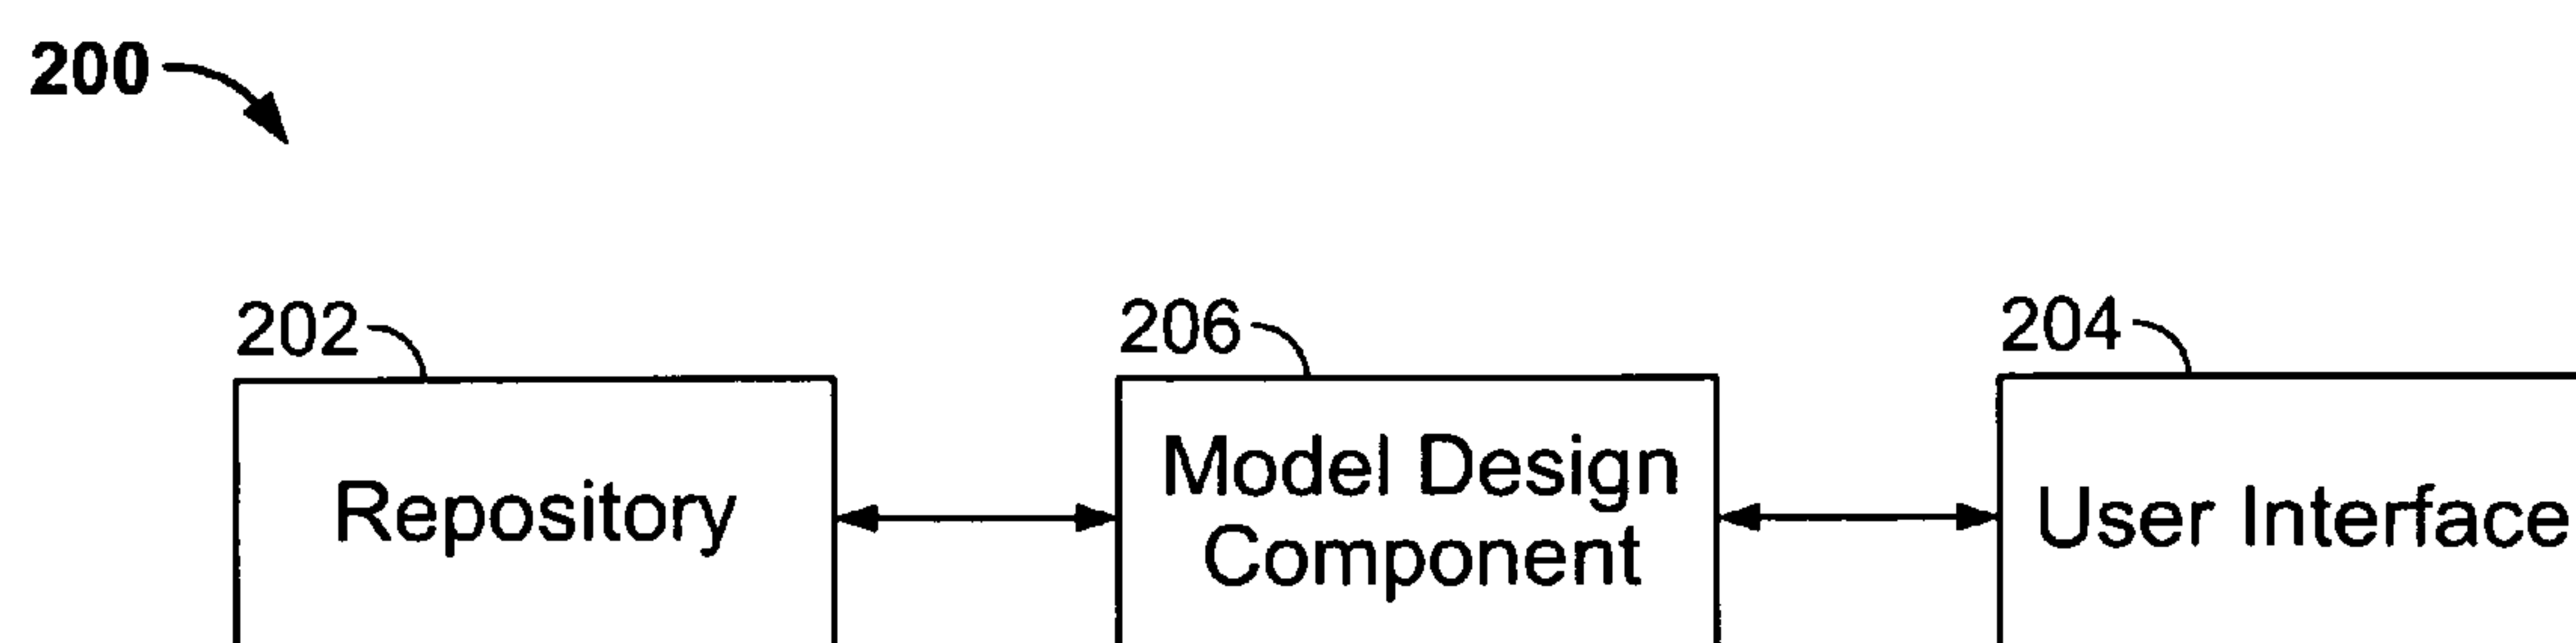 200
202
206
204
Repository
Model Design
Component
User Interface